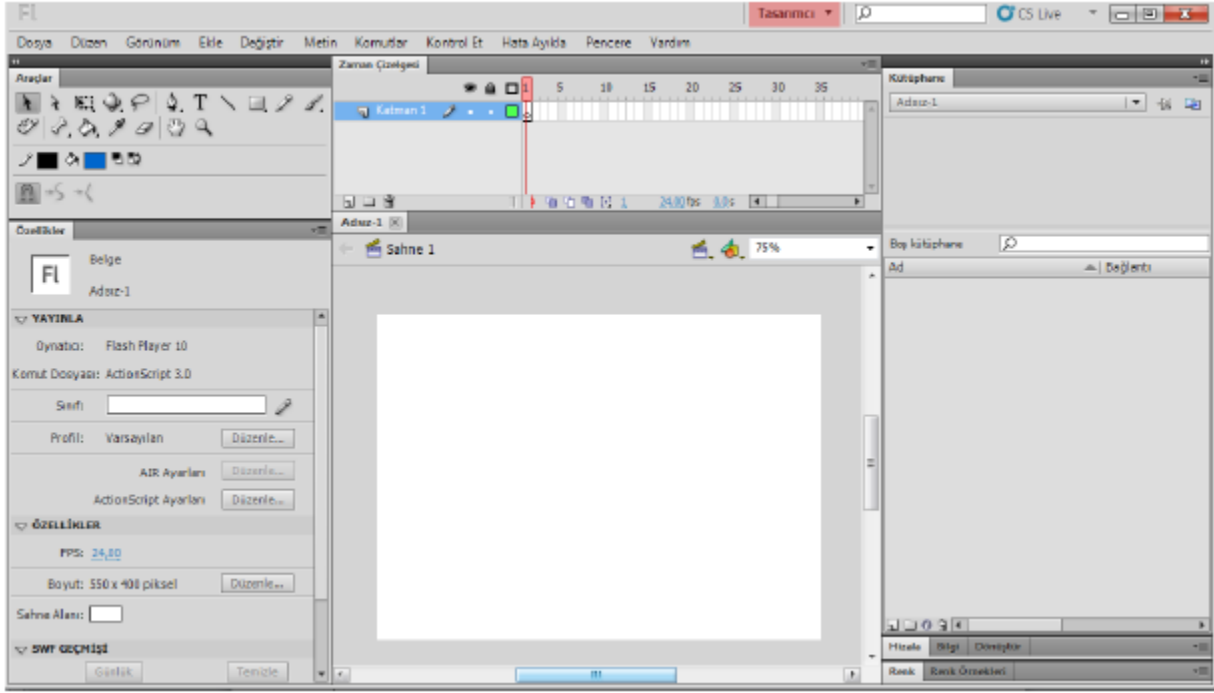 Fl Tasarımcı CS Live
Dosya Düzen Görünüm Ekle Değiştir Metin Komutlar Kontrol Et Hata Ayıkla Pencere Yardım
Araçlar
Zaman Çizelgesi
1 5 10 15 20 25 30 35
Katman 1
1 24,00 fps 0,0s
Adsız-1
Sahne 1 75%
Özellikler
Fl
Belge
Adsız-1
YAYINLA
Oynatıcı: Flash Player 10
Komut Dosyası: ActionScript 3.0
Sınıf:
Profil: Varsayılan Düzenle...
AIR Ayarları Düzenle...
ActionScript Ayarları Düzenle...
ÖZELLİKLER
FPS: 24,00
Boyut: 550 x 400 piksel Düzenle...
Sahne Alanı:
SWF GEÇMİŞİ
Günlük Temizle
Kütüphane
Adsız-1
Boş kütüphane
Ad Bağlantı
Hizala Bilgi Dönüştür
Renk Renk Örnekleri